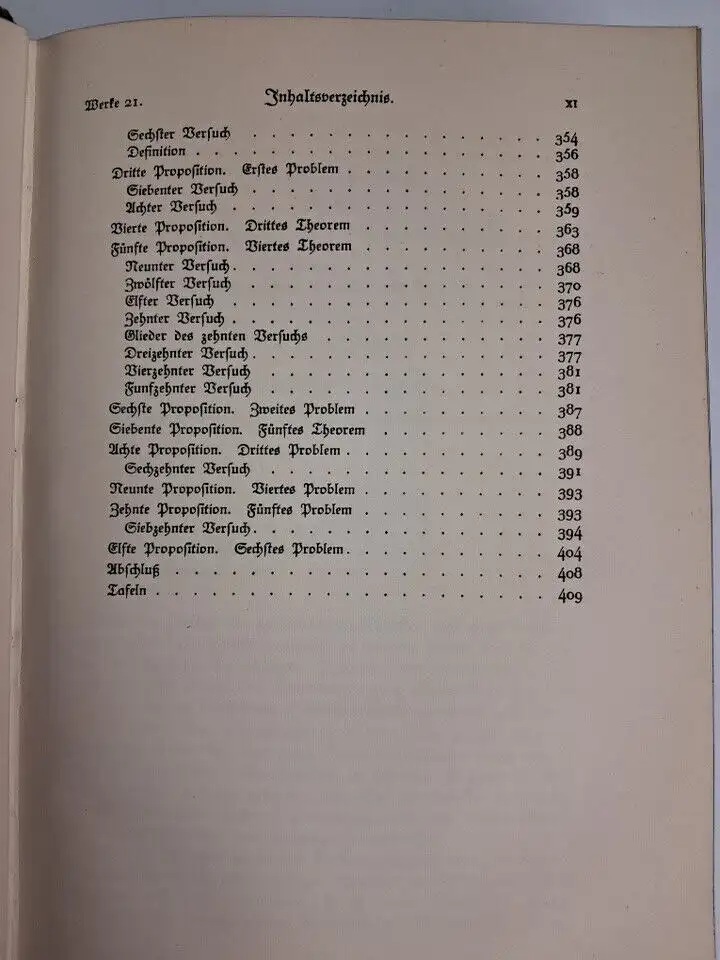 Werke 21. Inhaltsverzeichnis. XI
Sechster Versuch . . . . . . . . . . . . . . . 354
Definition . . . . . . . . . . . . . . . . . . 356
Dritte Proposition. Erstes Problem . . . . . . . . . . 358
Siebenter Versuch . . . . . . . . . . . . . . . 358
Achter Versuch . . . . . . . . . . . . . . . . 359
Vierte Proposition. Drittes Theorem . . . . . . . . . 363
Fünfte Proposition. Viertes Theorem . . . . . . . . . 368
Neunter Versuch . . . . . . . . . . . . . . . . 368
Zwölfter Versuch . . . . . . . . . . . . . . . 370
Elfter Versuch . . . . . . . . . . . . . . . . 376
Zehnter Versuch . . . . . . . . . . . . . . . . 376
Glieder des zehnten Versuchs . . . . . . . . . . . 377
Dreizehnter Versuch . . . . . . . . . . . . . . . 377
Vierzehnter Versuch . . . . . . . . . . . . . . 381
Funfzehnter Versuch . . . . . . . . . . . . . . 381
Sechste Proposition. Zweites Problem . . . . . . . . . 387
Siebente Proposition. Fünftes Theorem . . . . . . . . 388
Achte Proposition. Drittes Problem . . . . . . . . . . 389
Sechzehnter Versuch . . . . . . . . . . . . . . 391
Neunte Proposition. Viertes Problem . . . . . . . . . 393
Zehnte Proposition. Fünftes Problem . . . . . . . . . 393
Siebzehnter Versuch . . . . . . . . . . . . . . . 394
Elfte Proposition. Sechstes Problem . . . . . . . . . . 404
Abschluß . . . . . . . . . . . . . . . . . . . 408
Tafeln . . . . . . . . . . . . . . . . . . . . 409